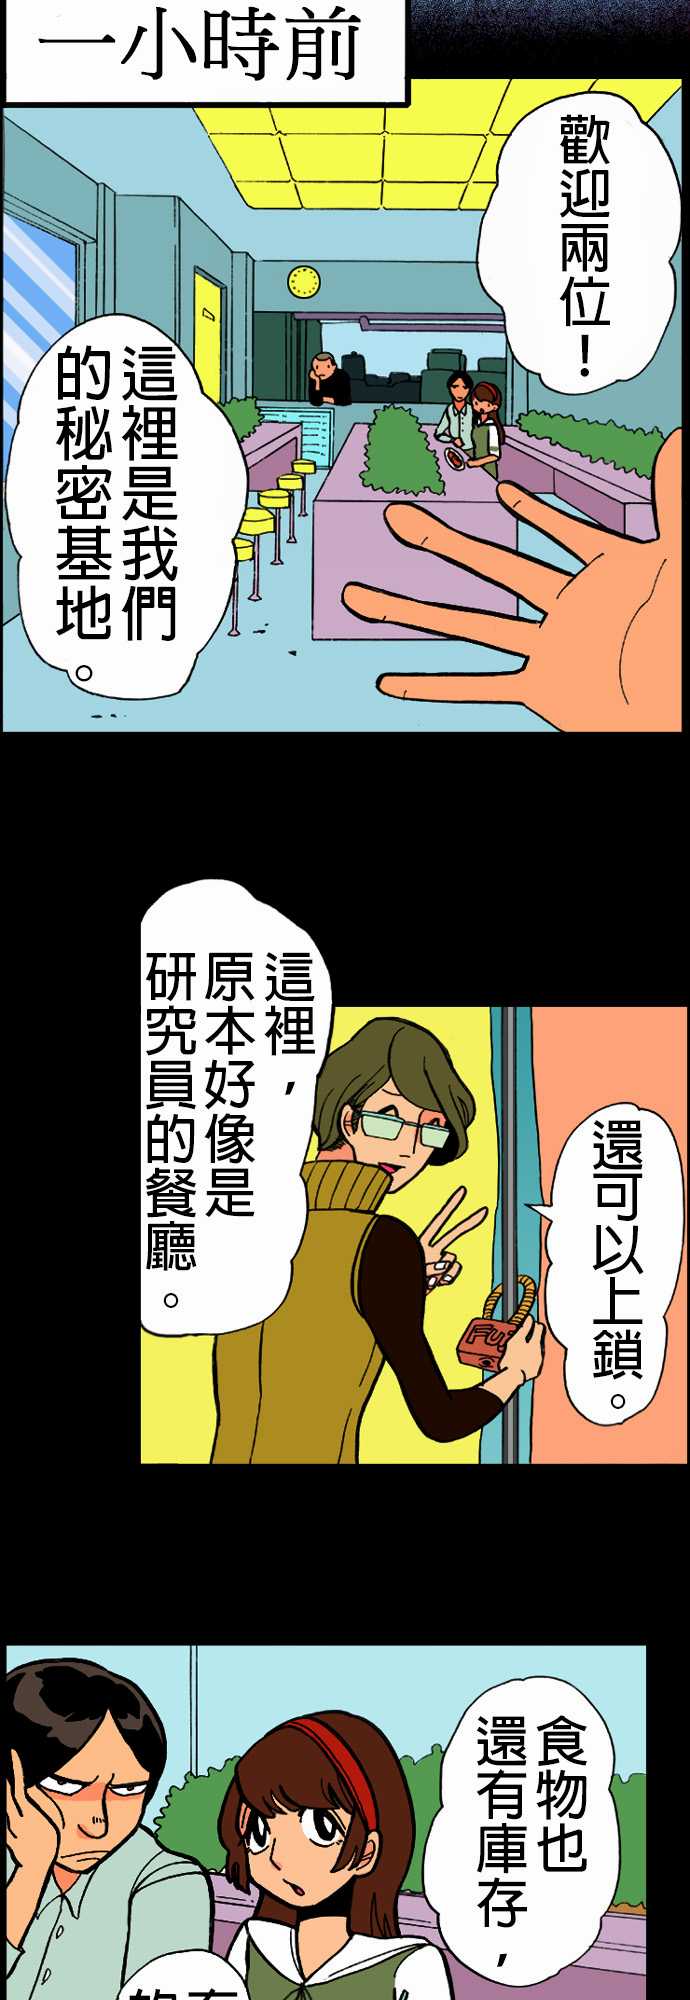 一小時前
歡迎兩位！
這裡是我們
的秘密基地。
這裡，
原本好像是
研究員的餐廳。
還可以上鎖。
Fu!
食物也
還有庫存，